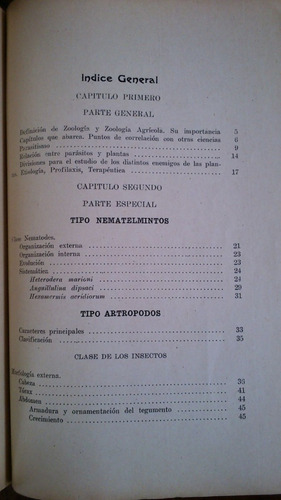 Indice General
CAPITULO PRIMERO
PARTE GENERAL
Definición de Zoología y Zoología Agrícola. Su importancia 5
Capítulos que abarca. Puntos de correlación con otras ciencias 6
Parasitismo 9
Relación entre parásitos y plantas 14
Divisiones para el estudio de los distintos enemigos de las plan-
tas. Etiología, Profilaxis, Terapéutica 17
CAPITULO SEGUNDO
PARTE ESPECIAL
TIPO NEMATELMINTOS
Clase Nematodes.
Organización externa 21
Organización interna 23
Evolución 23
Sistemática 24
Heterodera marioni 24
Anguillulina dipsaci 29
Hexamermis acridiorum 31
TIPO ARTROPODOS
Caracteres principales 33
Clasificación 35
CLASE DE LOS INSECTOS
Morfología externa.
Cabeza 36
Tórax 41
Abdomen 44
Armadura y ornamentación del tegumento 45
Crecimiento 45